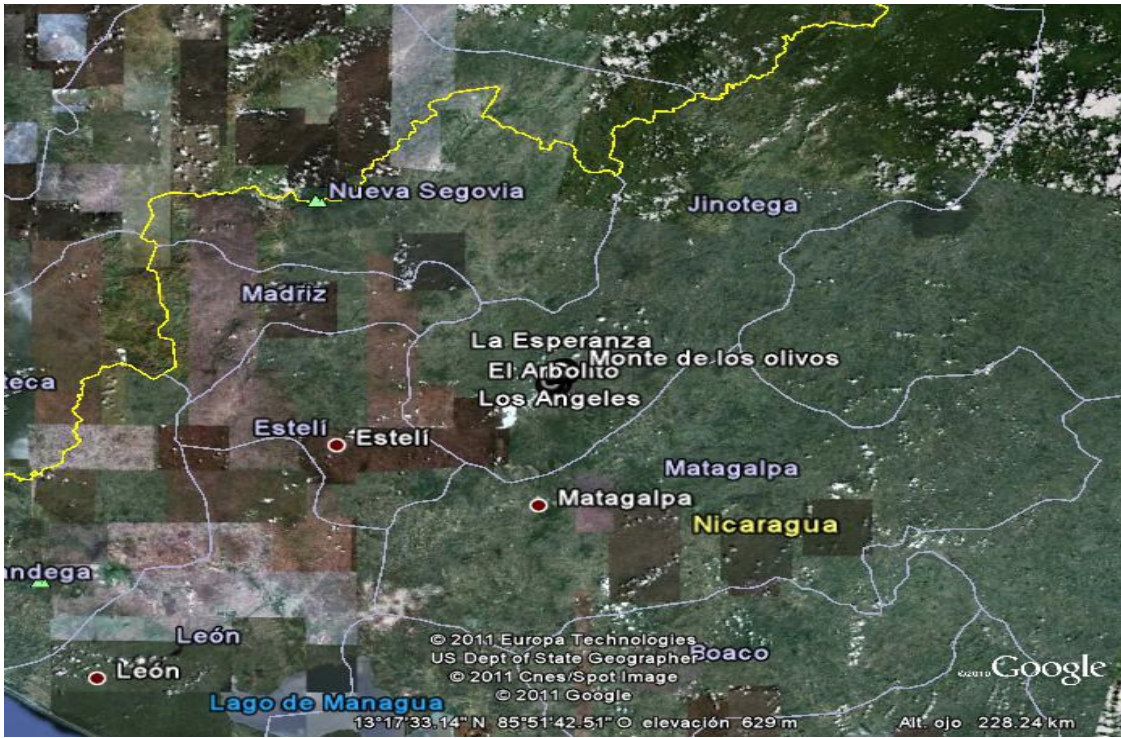 Nueva Segovia
Jinotega
Madriz
La Esperanza
Monte de los olivos
El Arbolito
Los Angeles
teca
Estelí
Estelí
Matagalpa
Matagalpa
Nicaragua
andega
León
León
Boaco
Lago de Managua
© 2011 Europa Technologies
US Dept of State Geographer
© 2011 Cnes/Spot Image
© 2011 Google
©2010 Google
13°17'33.14" N 85°51'42.51" O elevación 629 m
Alt. ojo 228.24 km